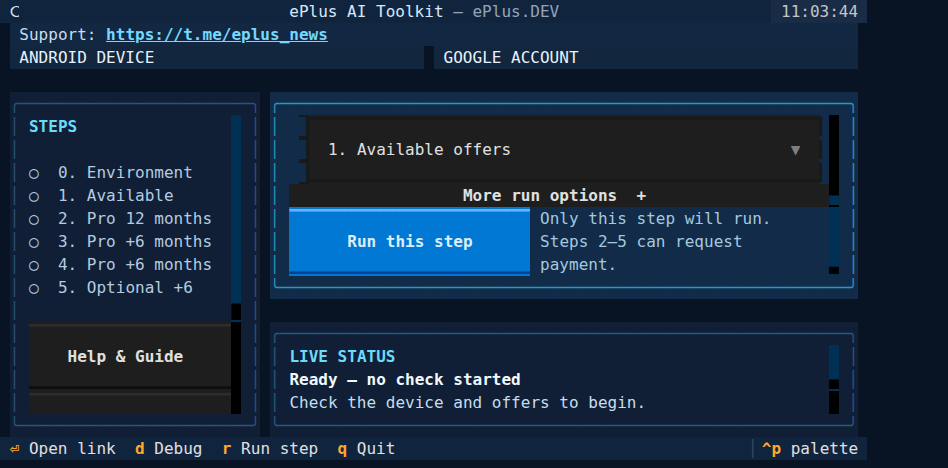 ePlus AI Toolkit — ePlus.DEV 11:03:44
Support: https://t.me/eplus_news
ANDROID DEVICE
GOOGLE ACCOUNT
STEPS
○ 0. Environment
○ 1. Available
○ 2. Pro 12 months
○ 3. Pro +6 months
○ 4. Pro +6 months
○ 5. Optional +6
Help & Guide
1. Available offers ▼
More run options +
Run this step
Only this step will run.
Steps 2–5 can request
payment.
LIVE STATUS
Ready — no check started
Check the device and offers to begin.
⏎ Open link d Debug r Run step q Quit ^p palette